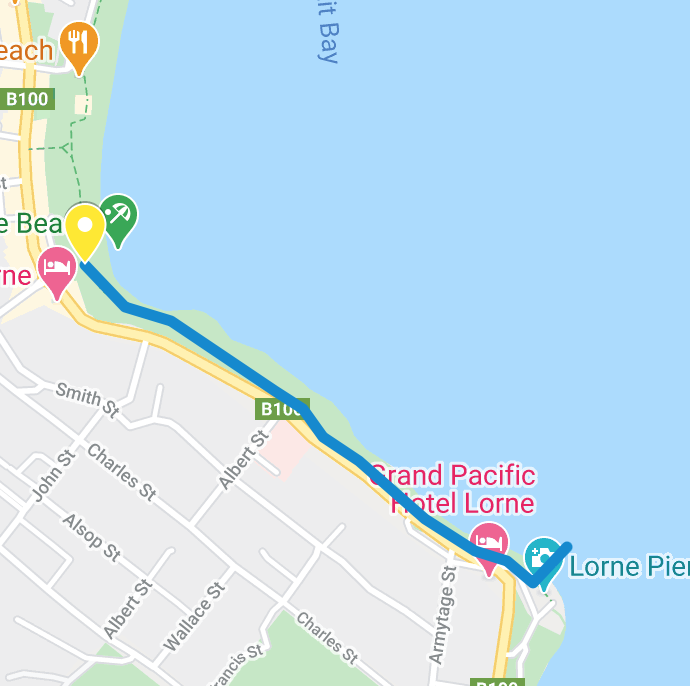 it Bay
each
B100
st
e Bea
rne
Smith St
B100
Albert St
John St
Charles St
Grand Pacific
Hotel Lorne
Alsop St
Lorne Pier
Albert St
Wallace St
Armytage St
Charles St
rancis St
B100